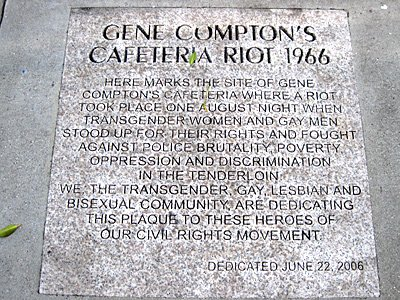 GENE COMPTON'S
CAFETERIA RIOT 1966
HERE MARKS THE SITE OF GENE
COMPTON'S CAFETERIA WHERE A RIOT
TOOK PLACE ONE AUGUST NIGHT WHEN
TRANSGENDER WOMEN AND GAY MEN
STOOD UP FOR THEIR RIGHTS AND FOUGHT
AGAINST POLICE BRUTALITY, POVERTY,
OPPRESSION AND DISCRIMINATION
IN THE TENDERLOIN.
WE, THE TRANSGENDER, GAY, LESBIAN AND
BISEXUAL COMMUNITY, ARE DEDICATING
THIS PLAQUE TO THESE HEROES OF
OUR CIVIL RIGHTS MOVEMENT.
DEDICATED JUNE 22, 2006